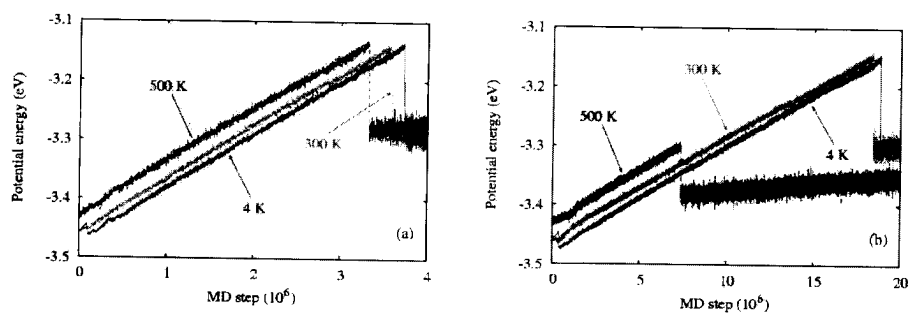 -3.1
-3.2
-3.3
-3.4
-3.5
Potential energy (eV)
500 K
300 K
4 K
(a)
0
1
2
3
4
MD step (10⁶)
-3.1
-3.2
-3.3
-3.4
-3.5
Potential energy (eV)
500 K
300 K
4 K
(b)
0
5
10
15
20
MD step (10⁶)